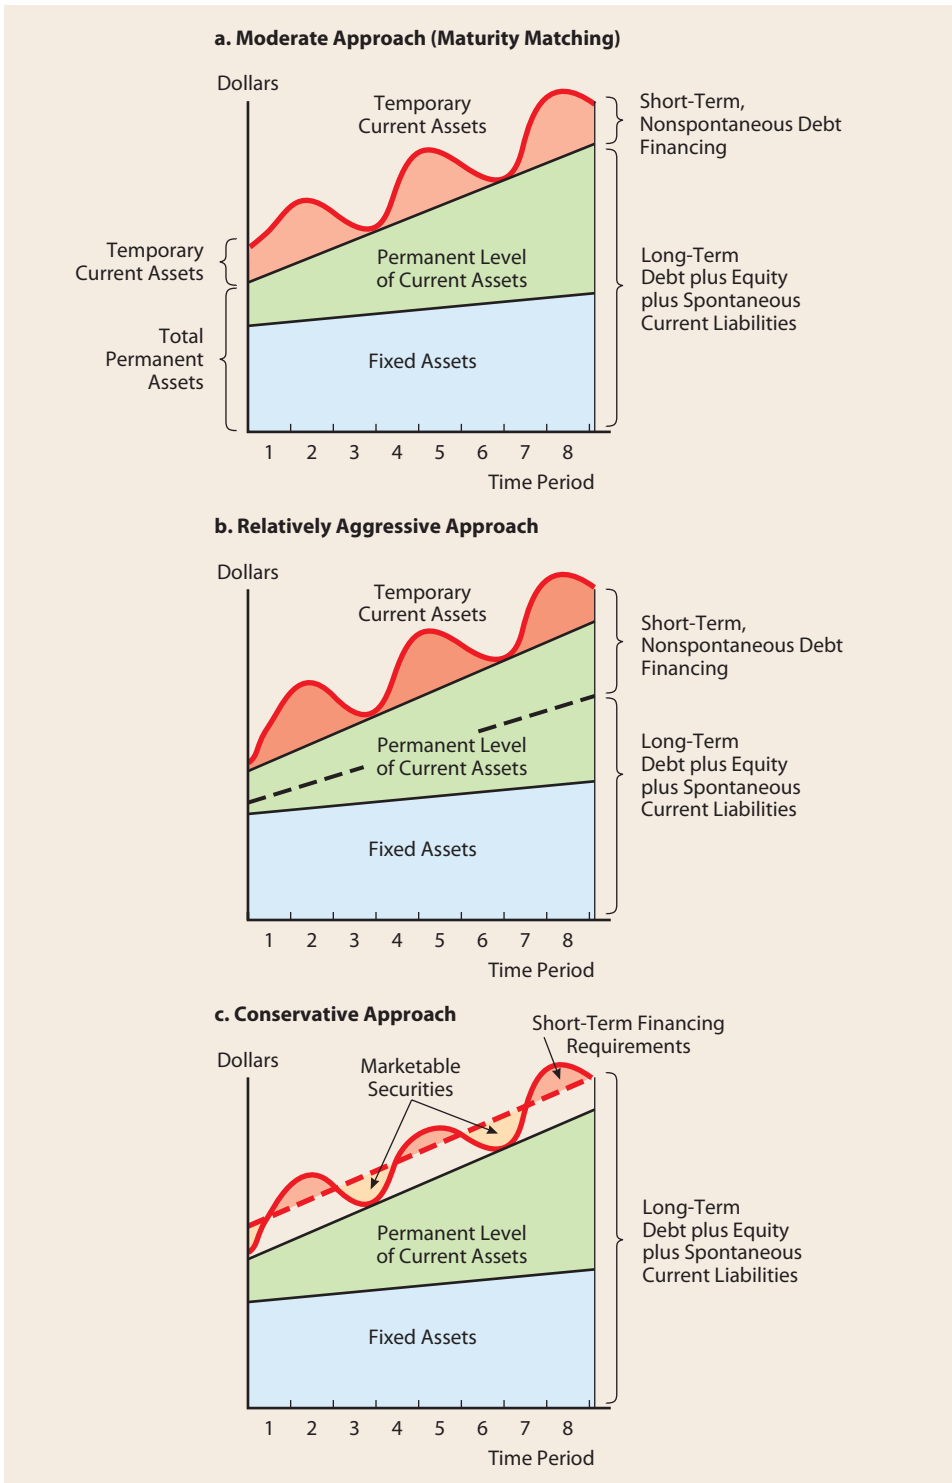 a. Moderate Approach (Maturity Matching)
Dollars
Temporary
Current Assets
Short-Term,
Nonspontaneous Debt
Financing
Temporary
Current Assets
Permanent Level
of Current Assets
Long-Term
Debt plus Equity
plus Spontaneous
Current Liabilities
Total
Permanent
Assets
Fixed Assets
1 2 3 4 5 6 7 8
Time Period
b. Relatively Aggressive Approach
Dollars
Temporary
Current Assets
Short-Term,
Nonspontaneous Debt
Financing
Permanent Level
of Current Assets
Long-Term
Debt plus Equity
plus Spontaneous
Current Liabilities
Fixed Assets
1 2 3 4 5 6 7 8
Time Period
c. Conservative Approach
Short-Term Financing
Requirements
Dollars
Marketable
Securities
Permanent Level
of Current Assets
Long-Term
Debt plus Equity
plus Spontaneous
Current Liabilities
Fixed Assets
1 2 3 4 5 6 7 8
Time Period